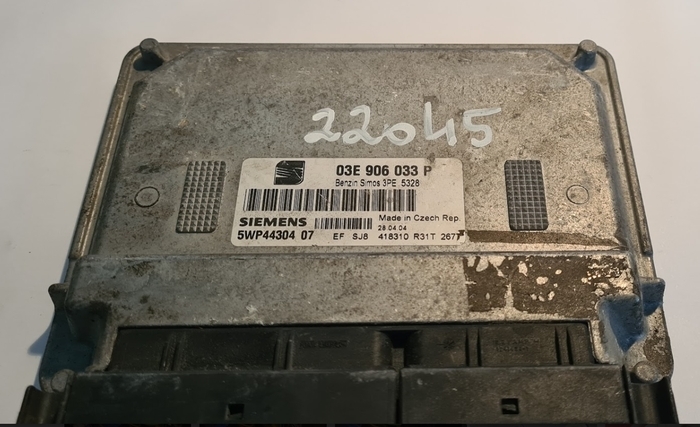 22045
03E 906 033 P
Benzin Simos 3PE 5328
SIEMENS
Made in Czech Rep.
28.04.04
5WP44304 07
EF SJ8 418310 R31T 2677